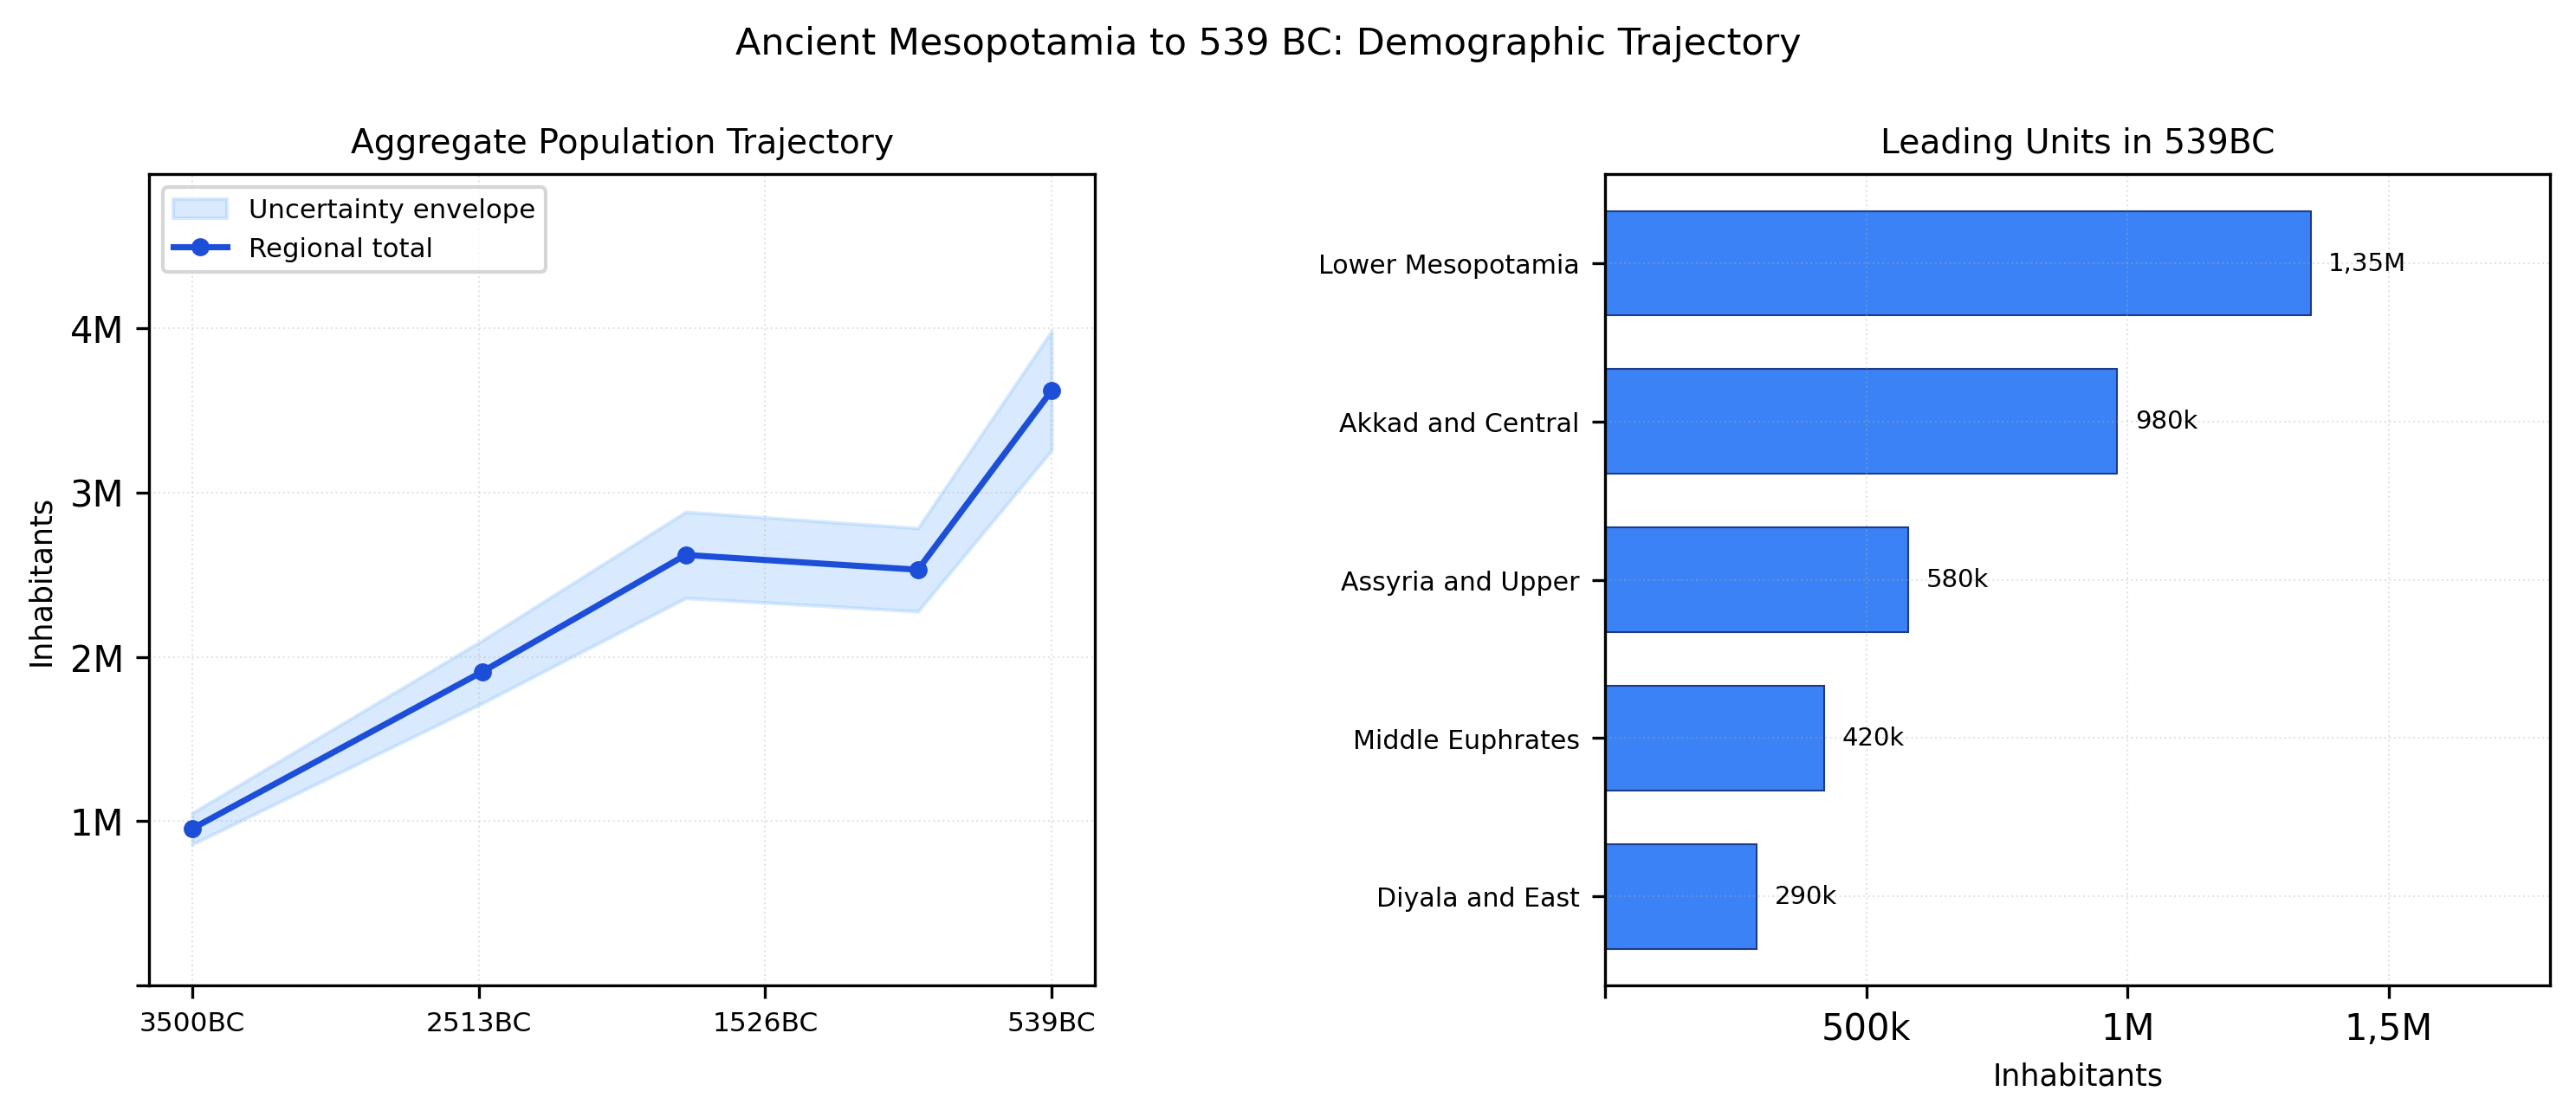 Ancient Mesopotamia to 539 BC: Demographic Trajectory
Aggregate Population Trajectory
Uncertainty envelope
Regional total
Inhabitants
4M
3M
2M
1M
3500BC
2513BC
1526BC
539BC
Leading Units in 539BC
Lower Mesopotamia
1,35M
Akkad and Central
980k
Assyria and Upper
580k
Middle Euphrates
420k
Diyala and East
290k
500k
1M
1,5M
Inhabitants